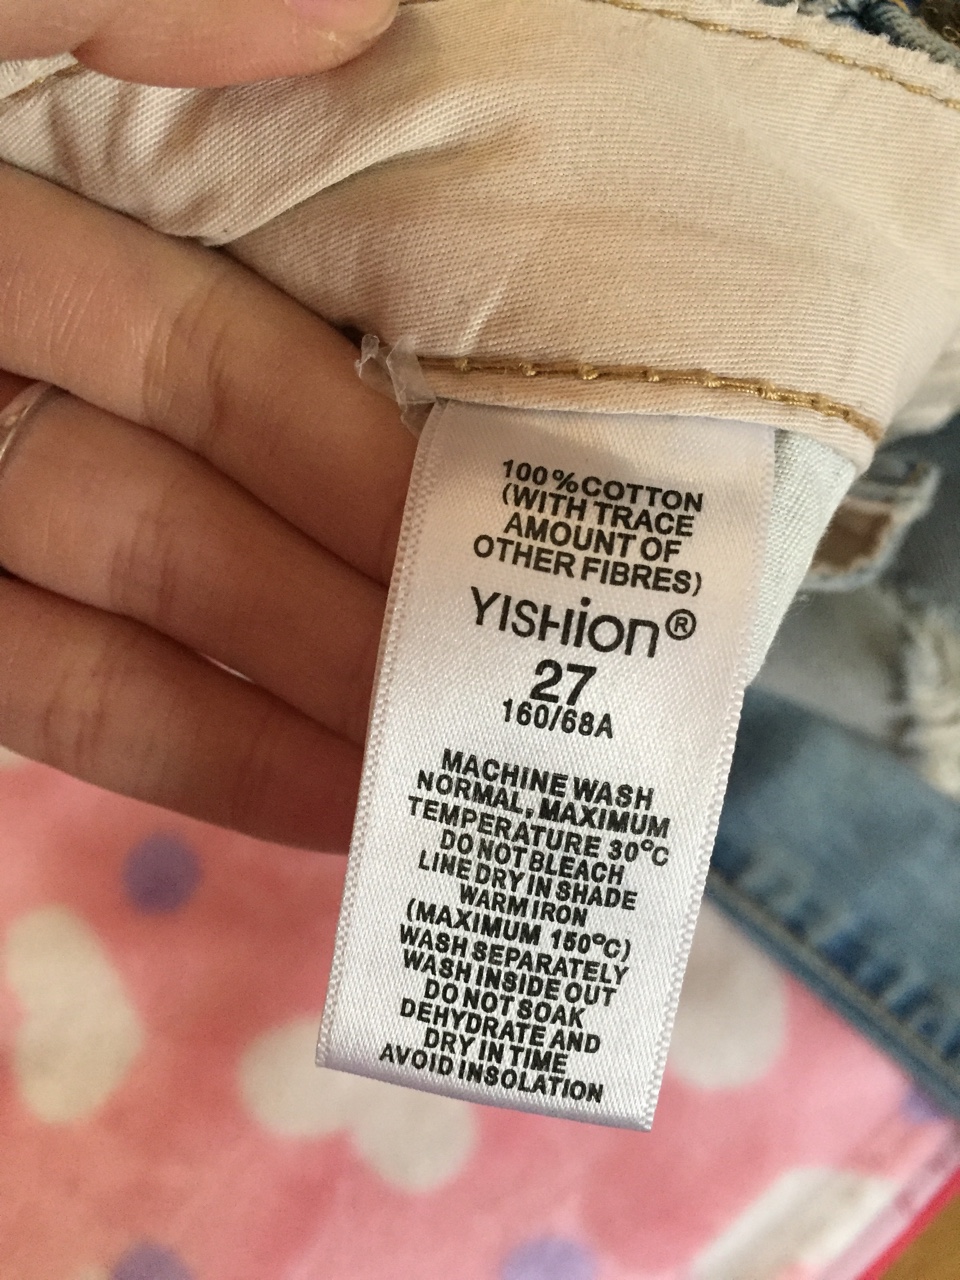 100%COTTON
(WITH TRACE
AMOUNT OF
OTHER FIBRES)
YISHion®
27
160/68A
MACHINE WASH
NORMAL, MAXIMUM
TEMPERATURE 30°C
DO NOT BLEACH
LINE DRY IN SHADE
WARM IRON
(MAXIMUM 150°C)
WASH SEPARATELY
WASH INSIDE OUT
DO NOT SOAK
DEHYDRATE AND
DRY IN TIME
AVOID INSOLATION